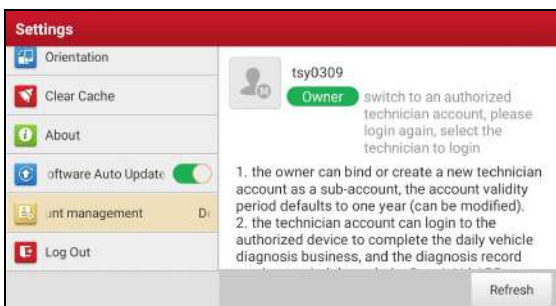 Settings
Orientation
Clear Cache
About
oftware Auto Update
unt management
D
Log Out
tsy0309
M
Owner
switch to an authorized
technician account, please
login again, select the
technician to login
1. the owner can bind or create a new technician
account as a sub-account, the account validity
period defaults to one year (can be modified).
2. the technician account can login to the
authorized device to complete the daily vehicle
diagnosis business, and the diagnosis record
Refresh